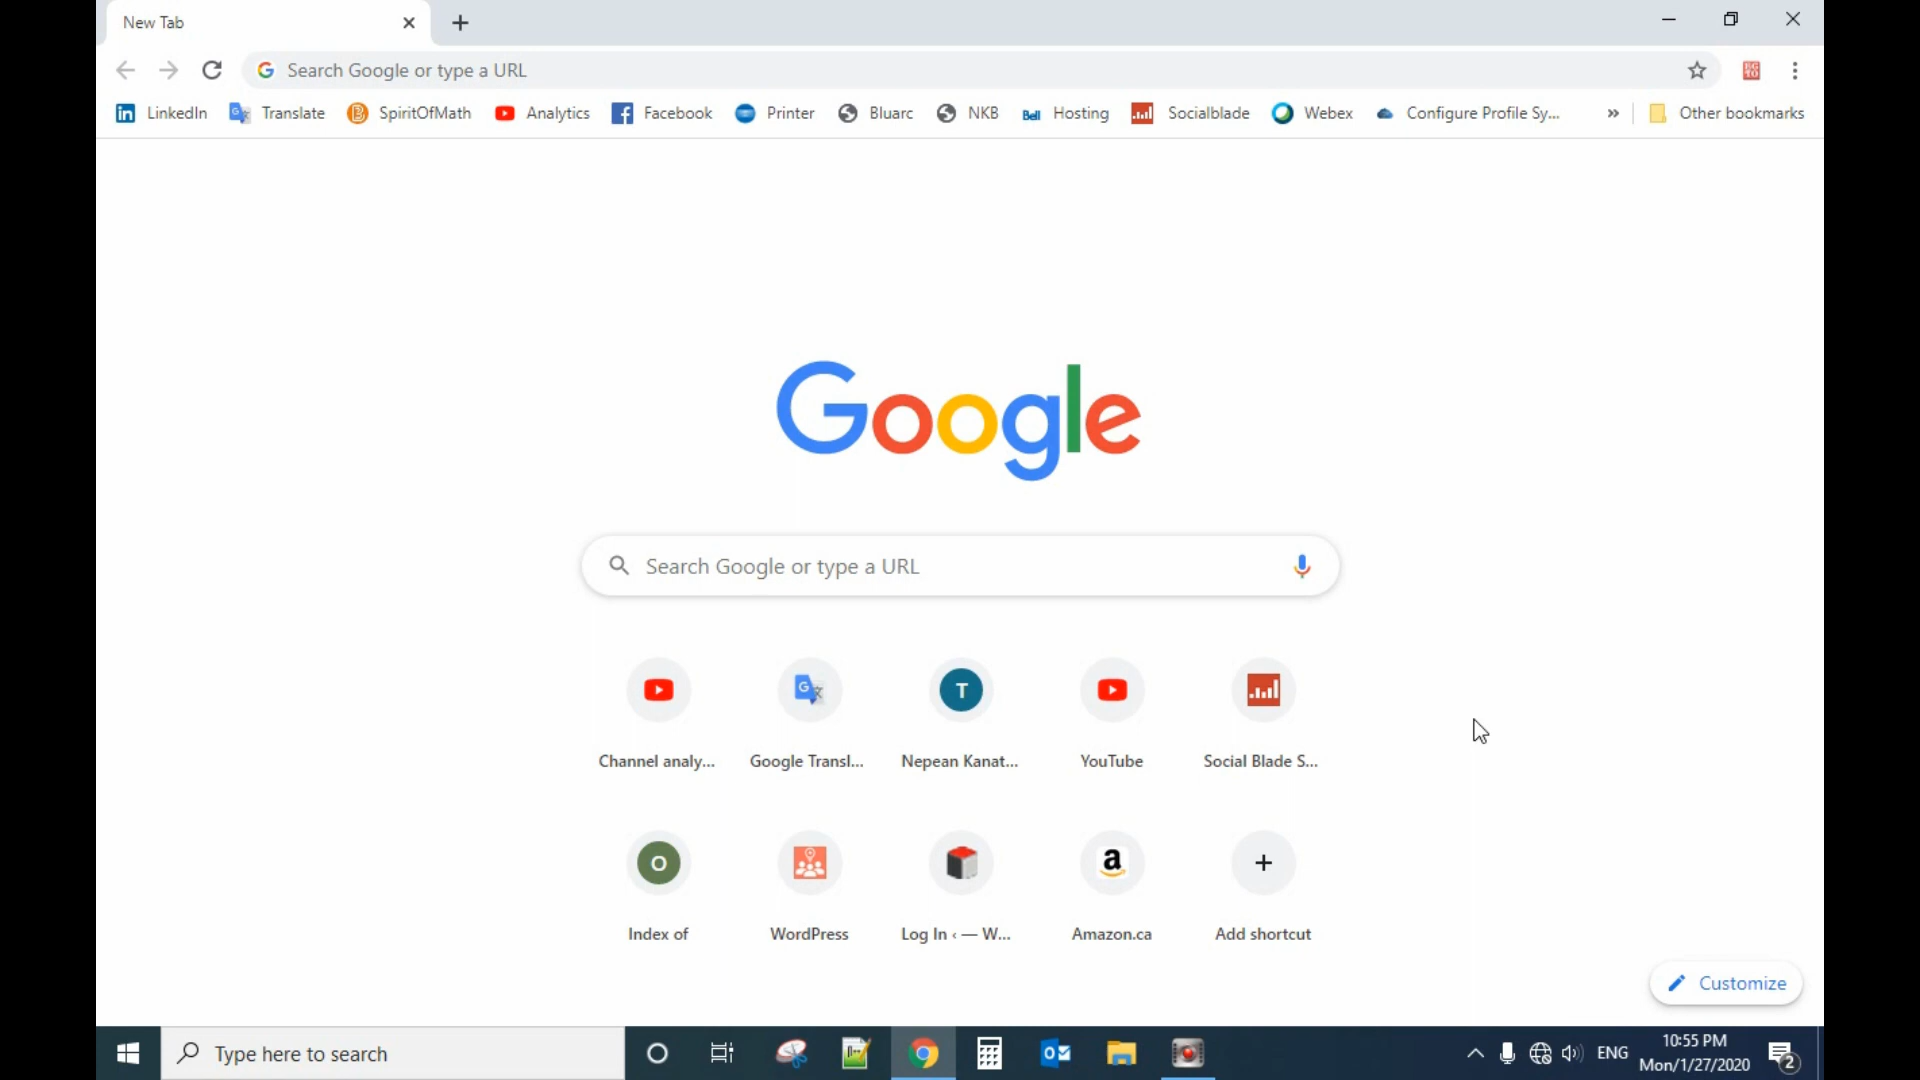 New Tab
Search Google or type a URL
LinkedIn Translate SpiritOfMath Analytics Facebook Printer Bluarc NKB Bell Hosting Socialblade Webex Configure Profile Sy... » Other bookmarks
Google
Search Google or type a URL
T
Channel analy... Google Transl... Nepean Kanat... YouTube Social Blade S...
O a
Index of WordPress Log In ‹ — W... Amazon.ca Add shortcut
Customize
Type here to search
ENG
10:55 PM
Mon/1/27/2020
2